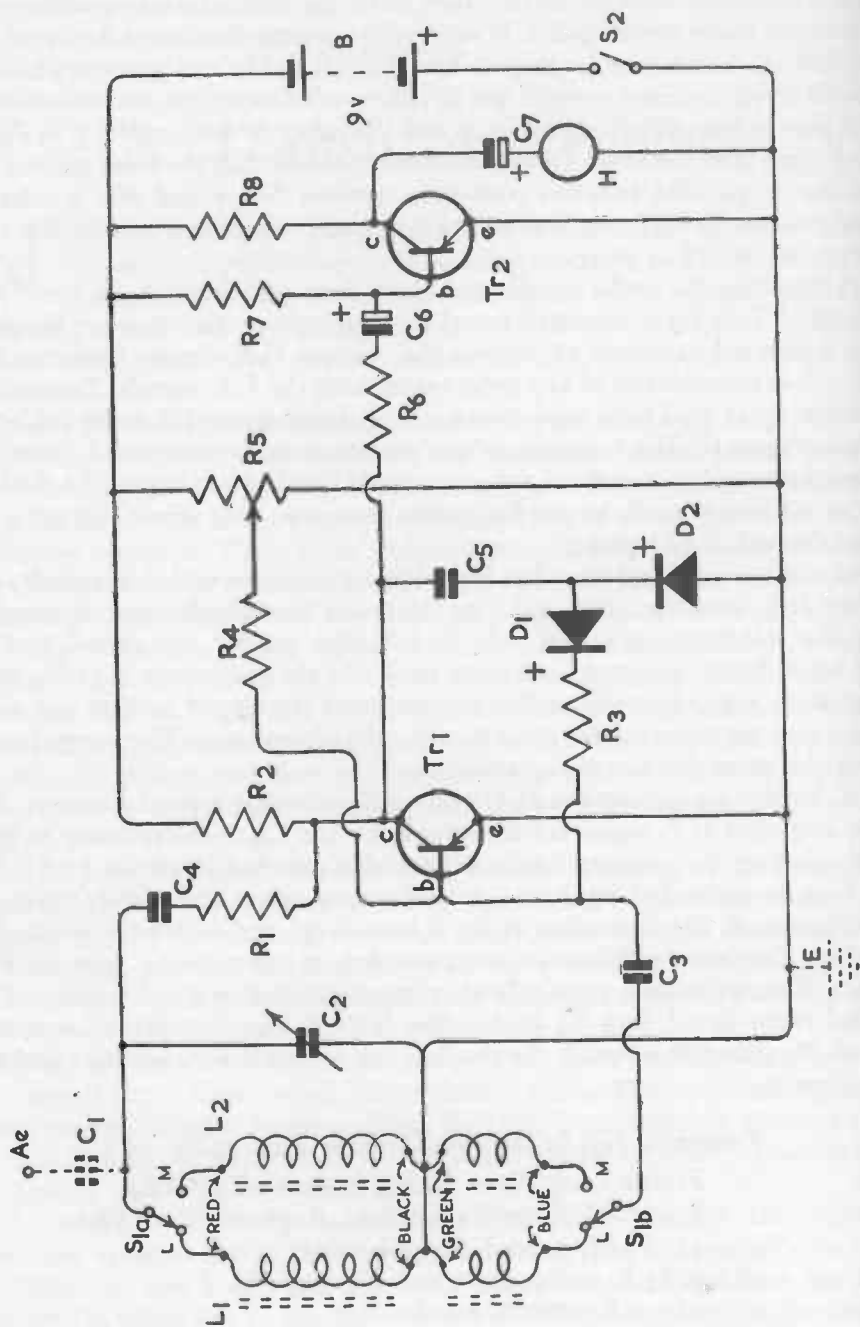 Ae
C1
S1a
L
M
RED
L1
L2
BLACK
GREEN
BLUE
L
M
S1b
C2
C3
C4
R1
R2
Tr1
c
b
e
E
R3
R4
R5
D1
+
D2
+
C5
R6
C6
+
R7
R8
Tr2
c
b
e
C7
+
H
B
9V
+
S2